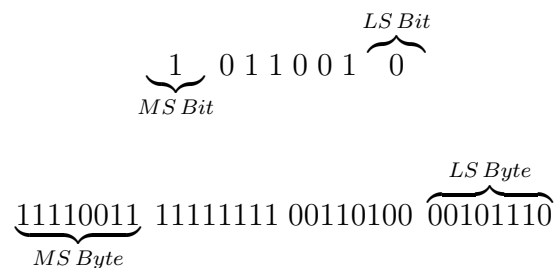 LS Bit
1 0 1 1 0 0 1 0
MS Bit
LS Byte
11110011 11111111 00110100 00101110
MS Byte